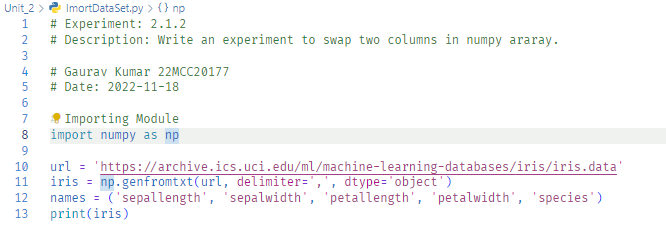 Unit_2 > ImortDataSet.py > {} np
1 # Experiment: 2.1.2
2 # Description: Write an experiment to swap two columns in numpy araray.
3
4 # Gaurav Kumar 22MCC20177
5 # Date: 2022-11-18
6
7 Importing Module
8 import numpy as np
9
10 url = 'https://archive.ics.uci.edu/ml/machine-learning-databases/iris/iris.data'
11 iris = np.genfromtxt(url, delimiter=',', dtype='object')
12 names = ('sepallength', 'sepalwidth', 'petallength', 'petalwidth', 'species')
13 print(iris)